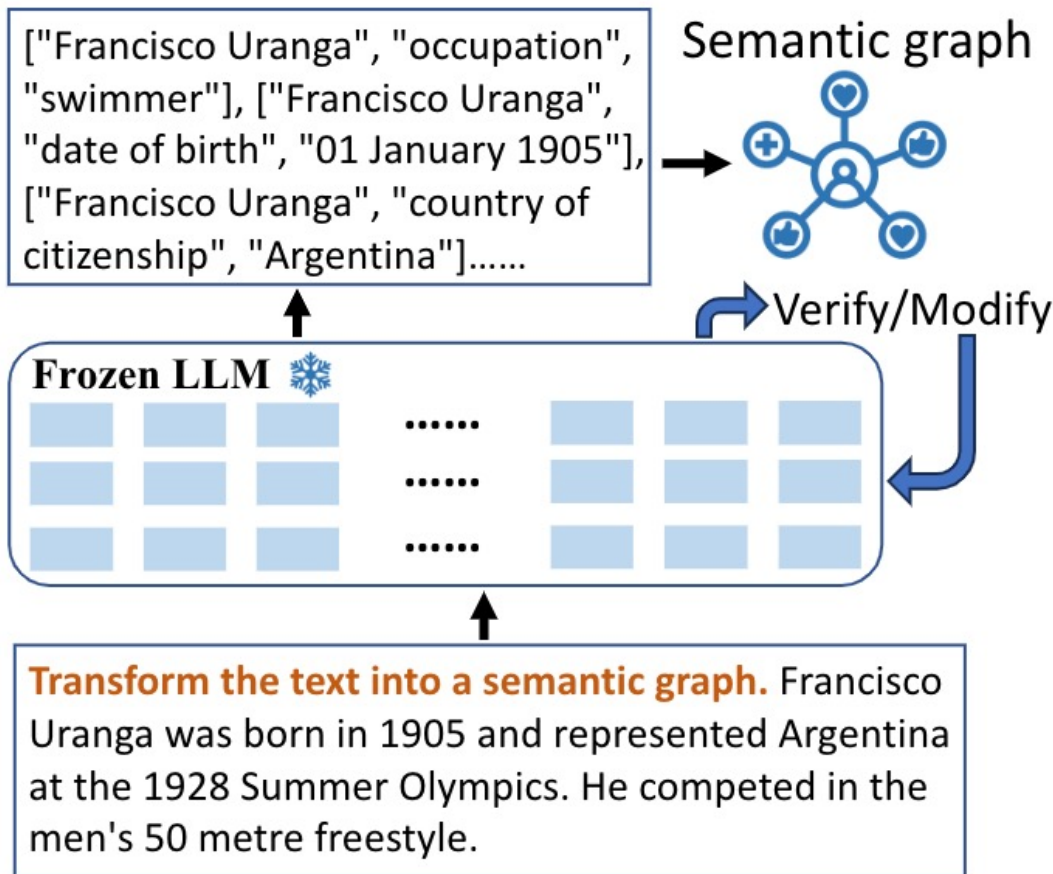 ["Francisco Uranga", "occupation",
"swimmer"], ["Francisco Uranga",
"date of birth", "01 January 1905"],
["Francisco Uranga", "country of
citizenship", "Argentina"]......
Semantic graph
Verify/Modify
Frozen LLM
......
......
......
Transform the text into a semantic graph. Francisco
Uranga was born in 1905 and represented Argentina
at the 1928 Summer Olympics. He competed in the
men's 50 metre freestyle.